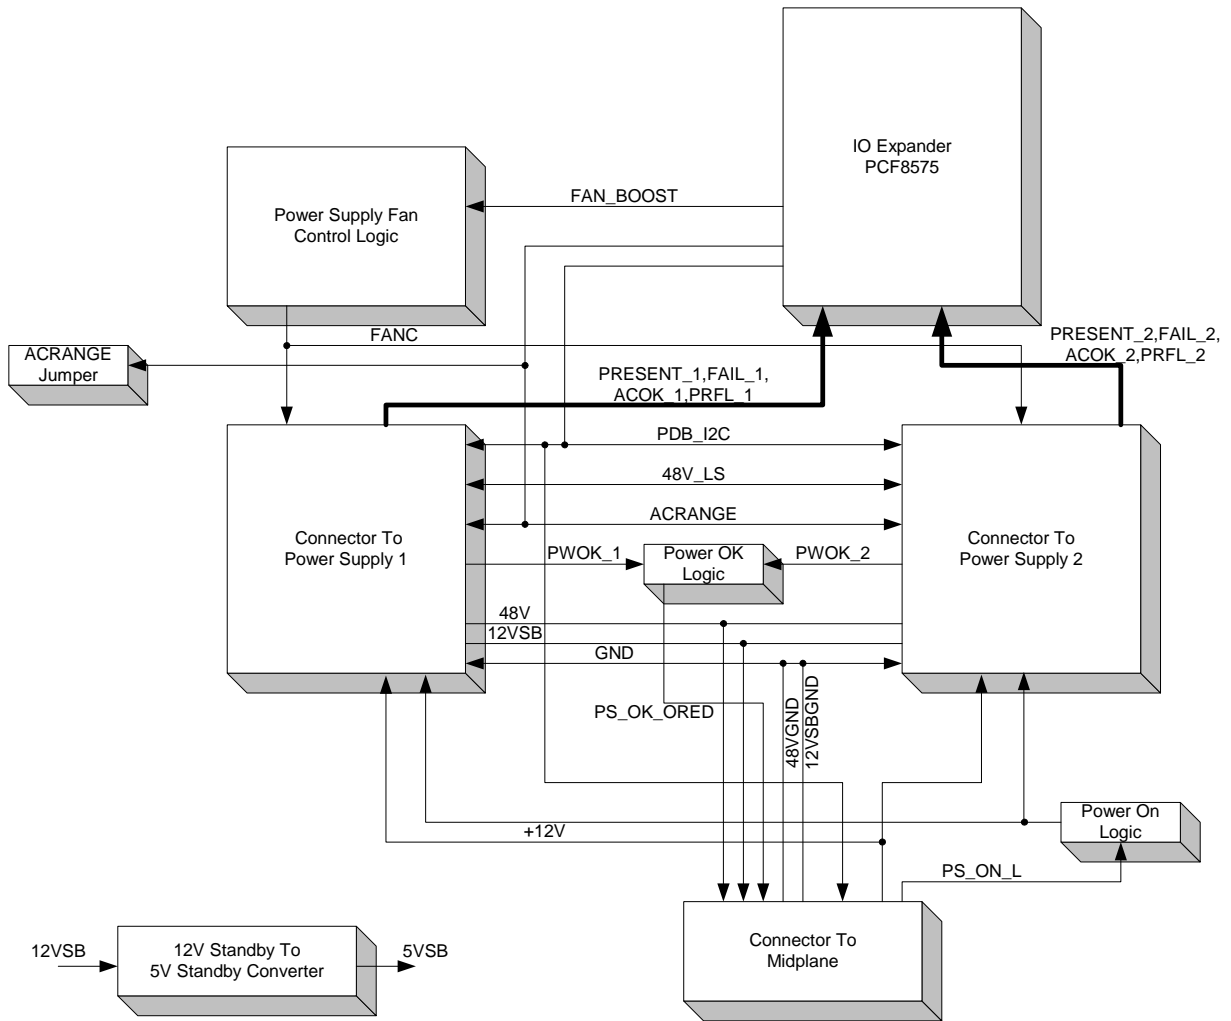 IO Expander
PCF8575
FAN_BOOST
Power Supply Fan
Control Logic
FANC
PRESENT_2,FAIL_2,
ACOK_2,PRFL_2
ACRANGE
Jumper
PRESENT_1,FAIL_1,
ACOK_1,PRFL_1
PDB_I2C
48V_LS
ACRANGE
Connector To
Power Supply 1
Connector To
Power Supply 2
PWOK_1
Power OK
Logic
PWOK_2
48V
12VSB
GND
PS_OK_ORED
48VGND
12VSBGND
Power On
Logic
+12V
PS_ON_L
Connector To
Midplane
12VSB
12V Standby To
5V Standby Converter
5VSB